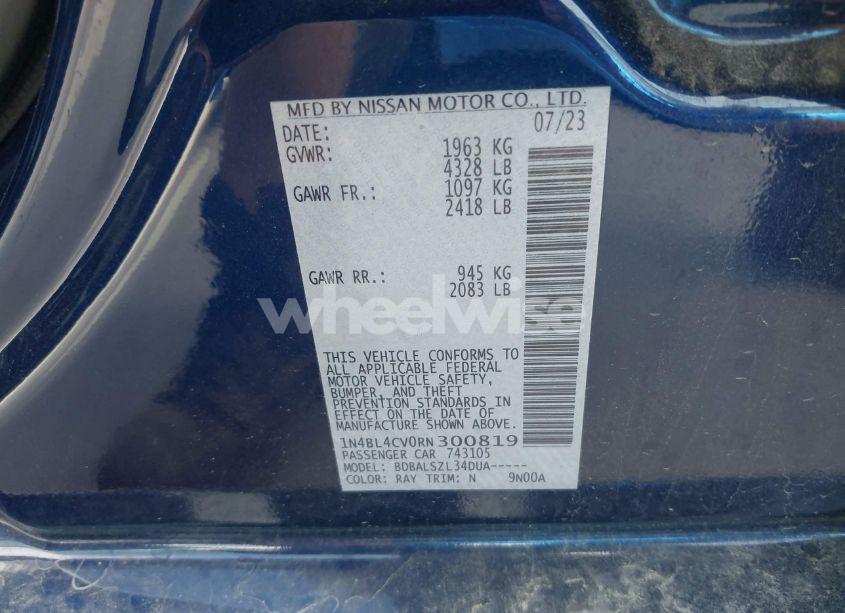 MFD BY NISSAN MOTOR CO., LTD.
DATE: 07/23
GVWR: 1963 KG
4328 LB
GAWR FR.: 1097 KG
2418 LB
GAWR RR.: 945 KG
2083 LB
wheelwise
THIS VEHICLE CONFORMS TO
ALL APPLICABLE FEDERAL
MOTOR VEHICLE SAFETY,
BUMPER, AND THEFT
PREVENTION STANDARDS IN
EFFECT ON THE DATE OF
MANUFACTURE SHOWN ABOVE.
1N4BL4CV0RN300819
PASSENGER CAR 743105
MODEL: BDBALSZL34DUA-----
COLOR: RAY TRIM: N 9N00A